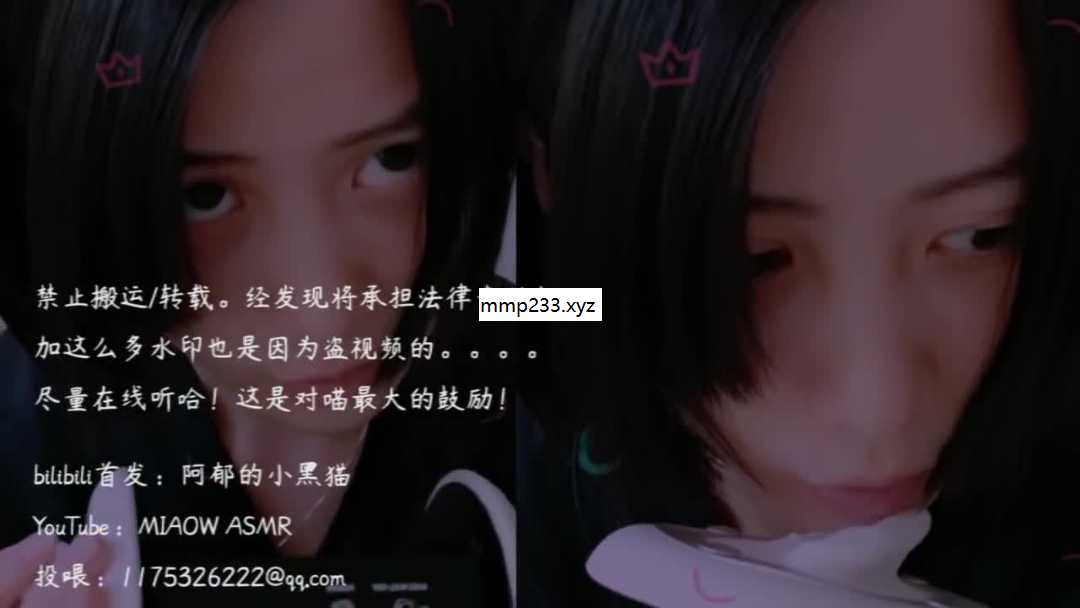 禁止搬运/转载。经发现将承担法律
mmp233.xyz
加这么多水印也是因为盗视频的。。。。
尽量在线听哈！这是对喵最大的鼓励！
bilibili首发：阿郁的小黑猫
YouTube：MIAOW ASMR
投喂：1175326222@qq.com